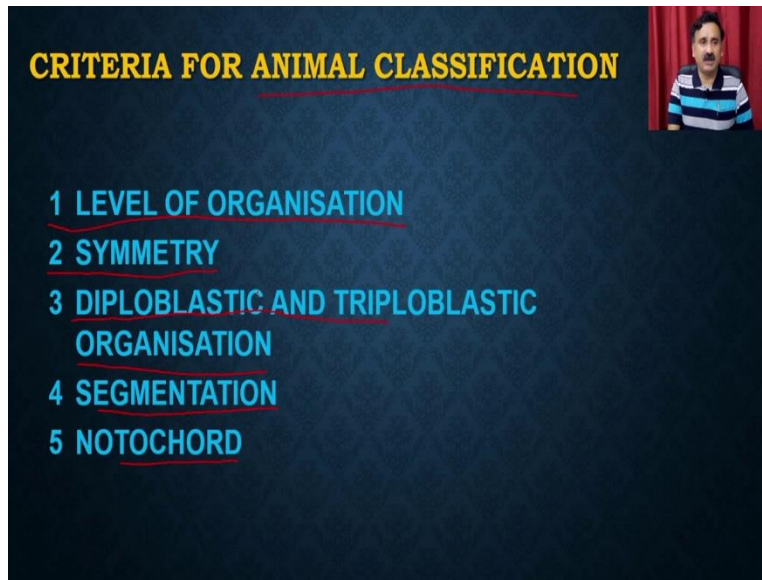 CRITERIA FOR ANIMAL CLASSIFICATION
1 LEVEL OF ORGANISATION
2 SYMMETRY
3 DIPLOBLASTIC AND TRIPLOBLASTIC
ORGANISATION
4 SEGMENTATION
5 NOTOCHORD